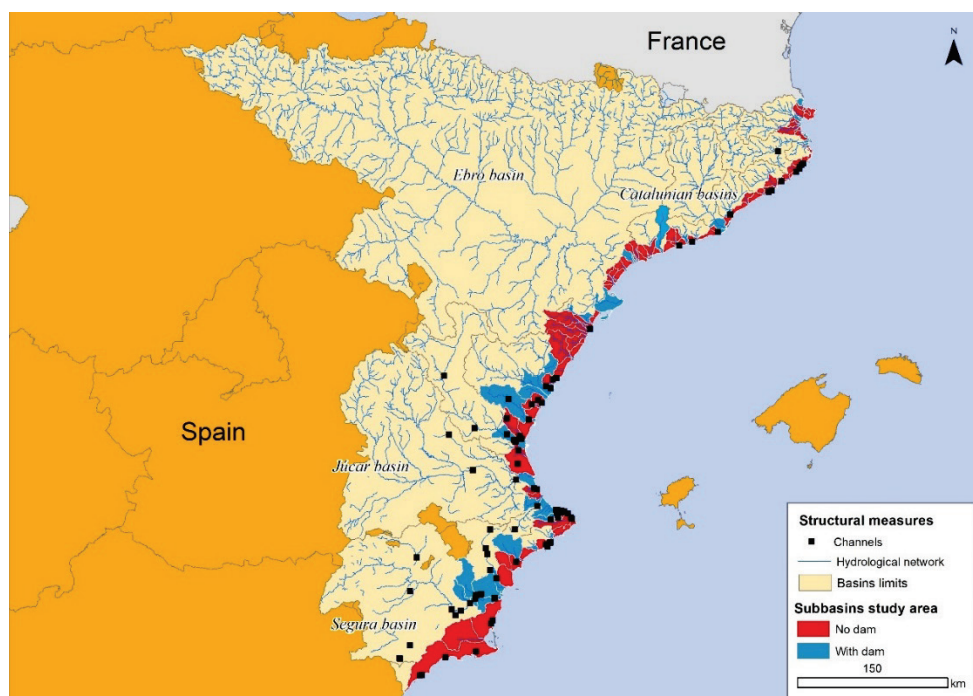 France
N
Ebro basin
Catalunian basins
Spain
Júcar basin
Segura basin
Structural measures
Channels
Hydrological network
Basins limits
Subbasins study area
No dam
With dam
150
km